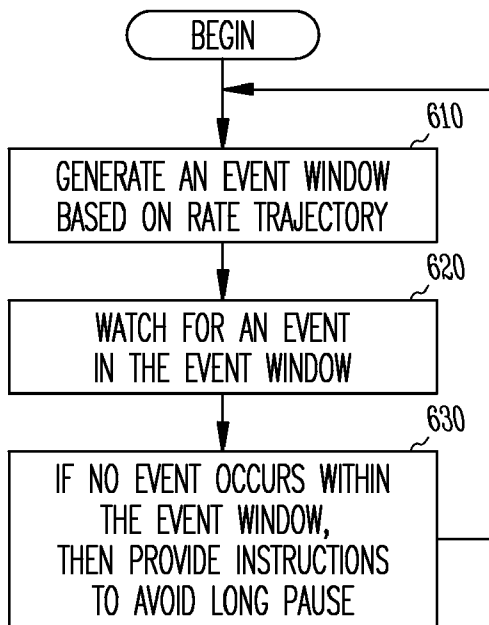 BEGIN
610
GENERATE AN EVENT WINDOW
BASED ON RATE TRAJECTORY
620
WATCH FOR AN EVENT
IN THE EVENT WINDOW
630
IF NO EVENT OCCURS WITHIN
THE EVENT WINDOW,
THEN PROVIDE INSTRUCTIONS
TO AVOID LONG PAUSE